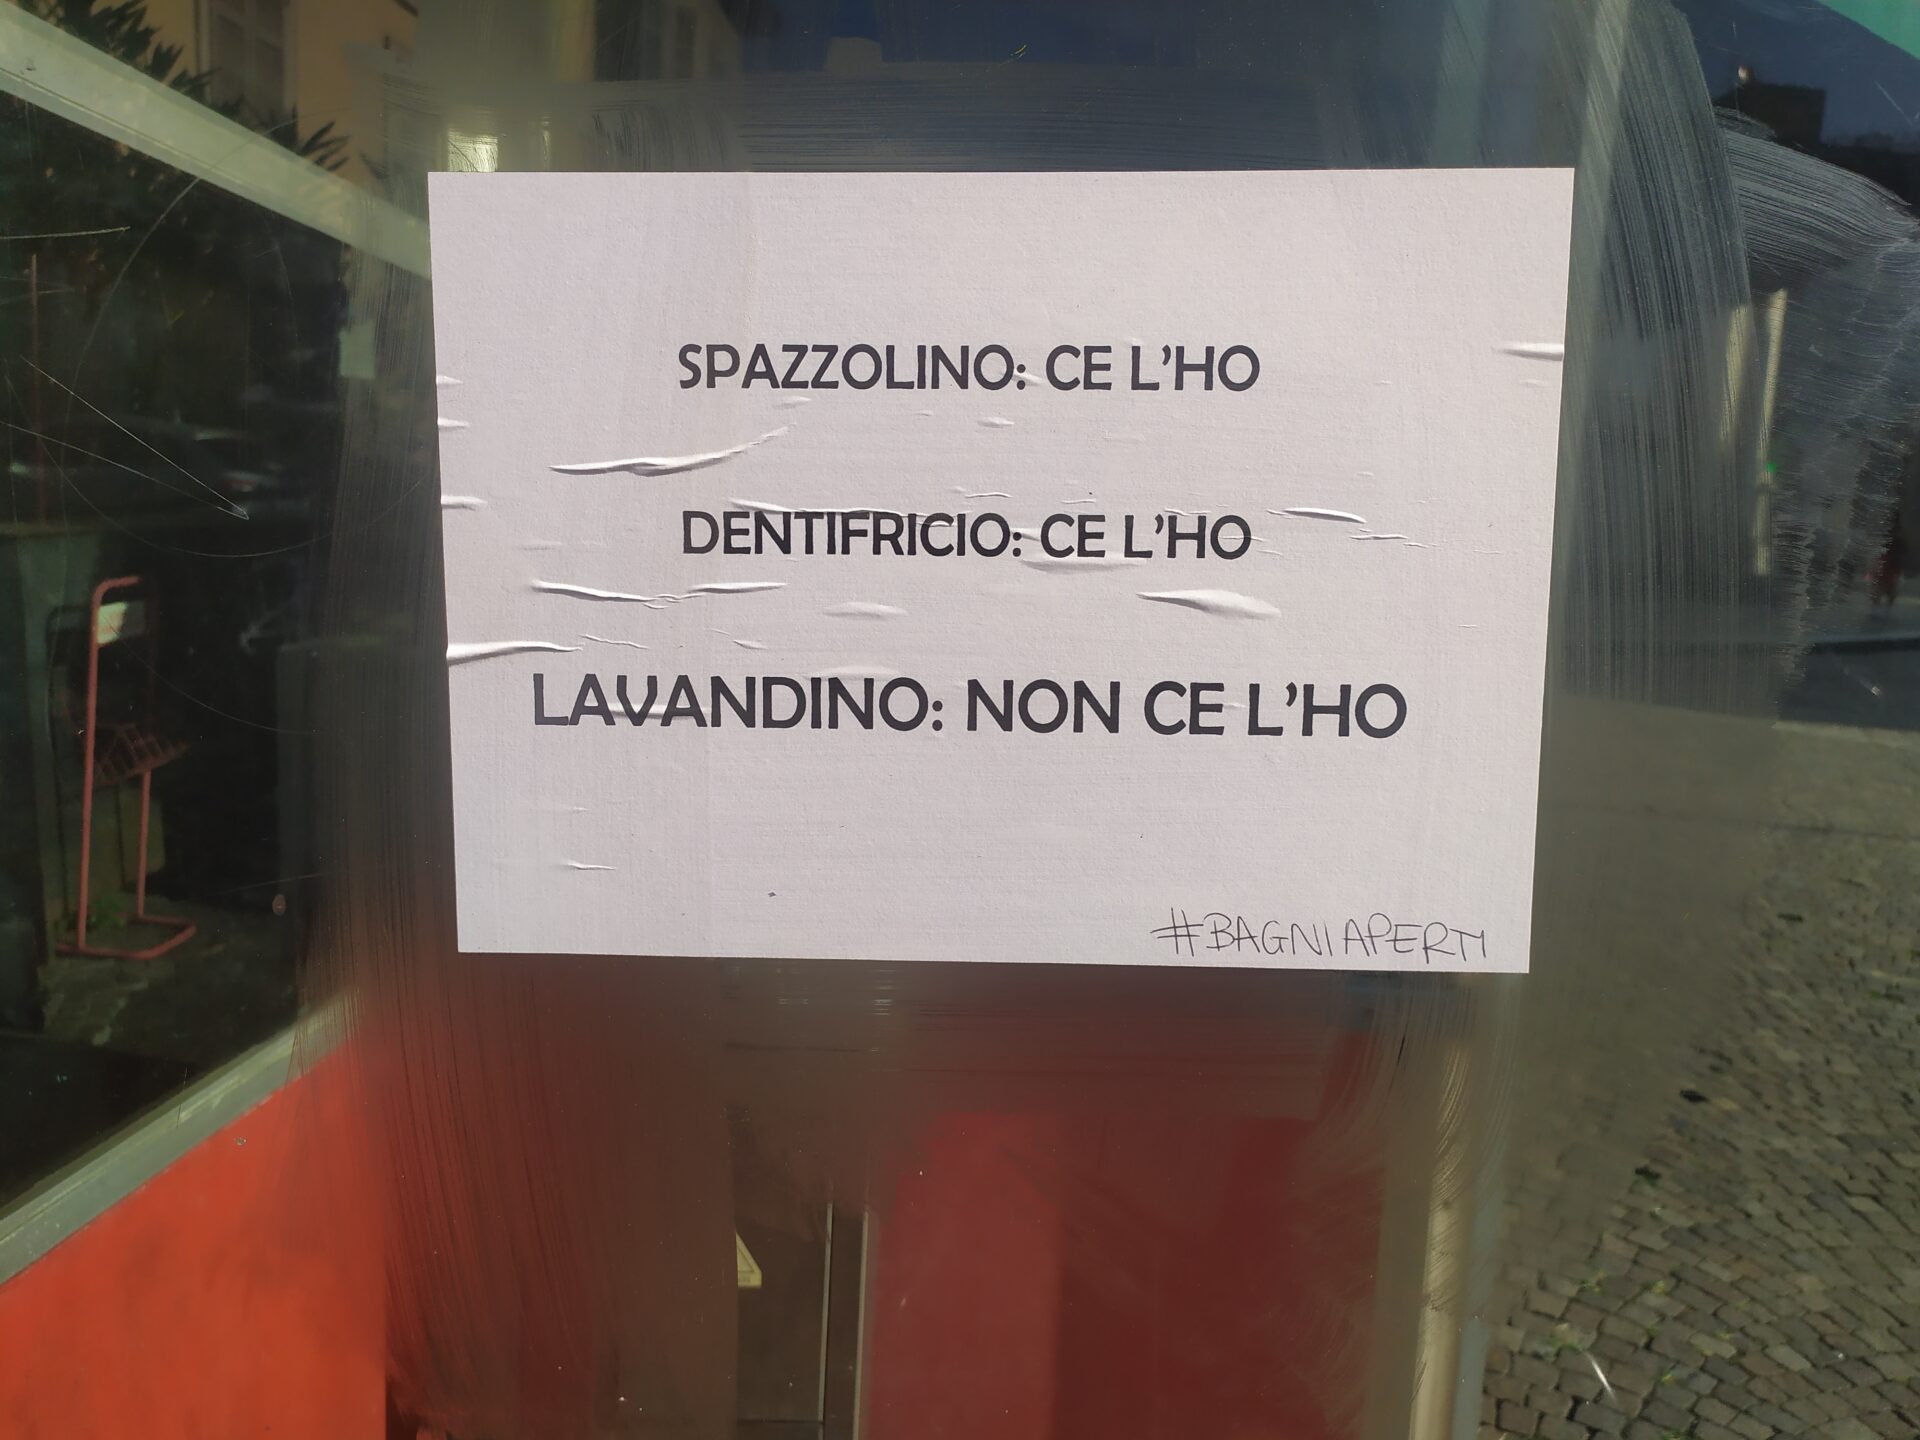 SPAZZOLINO: CE L'HO
DENTIFRICIO: CE L'HO
LAVANDINO: NON CE L'HO
#BAGNIAPERTI